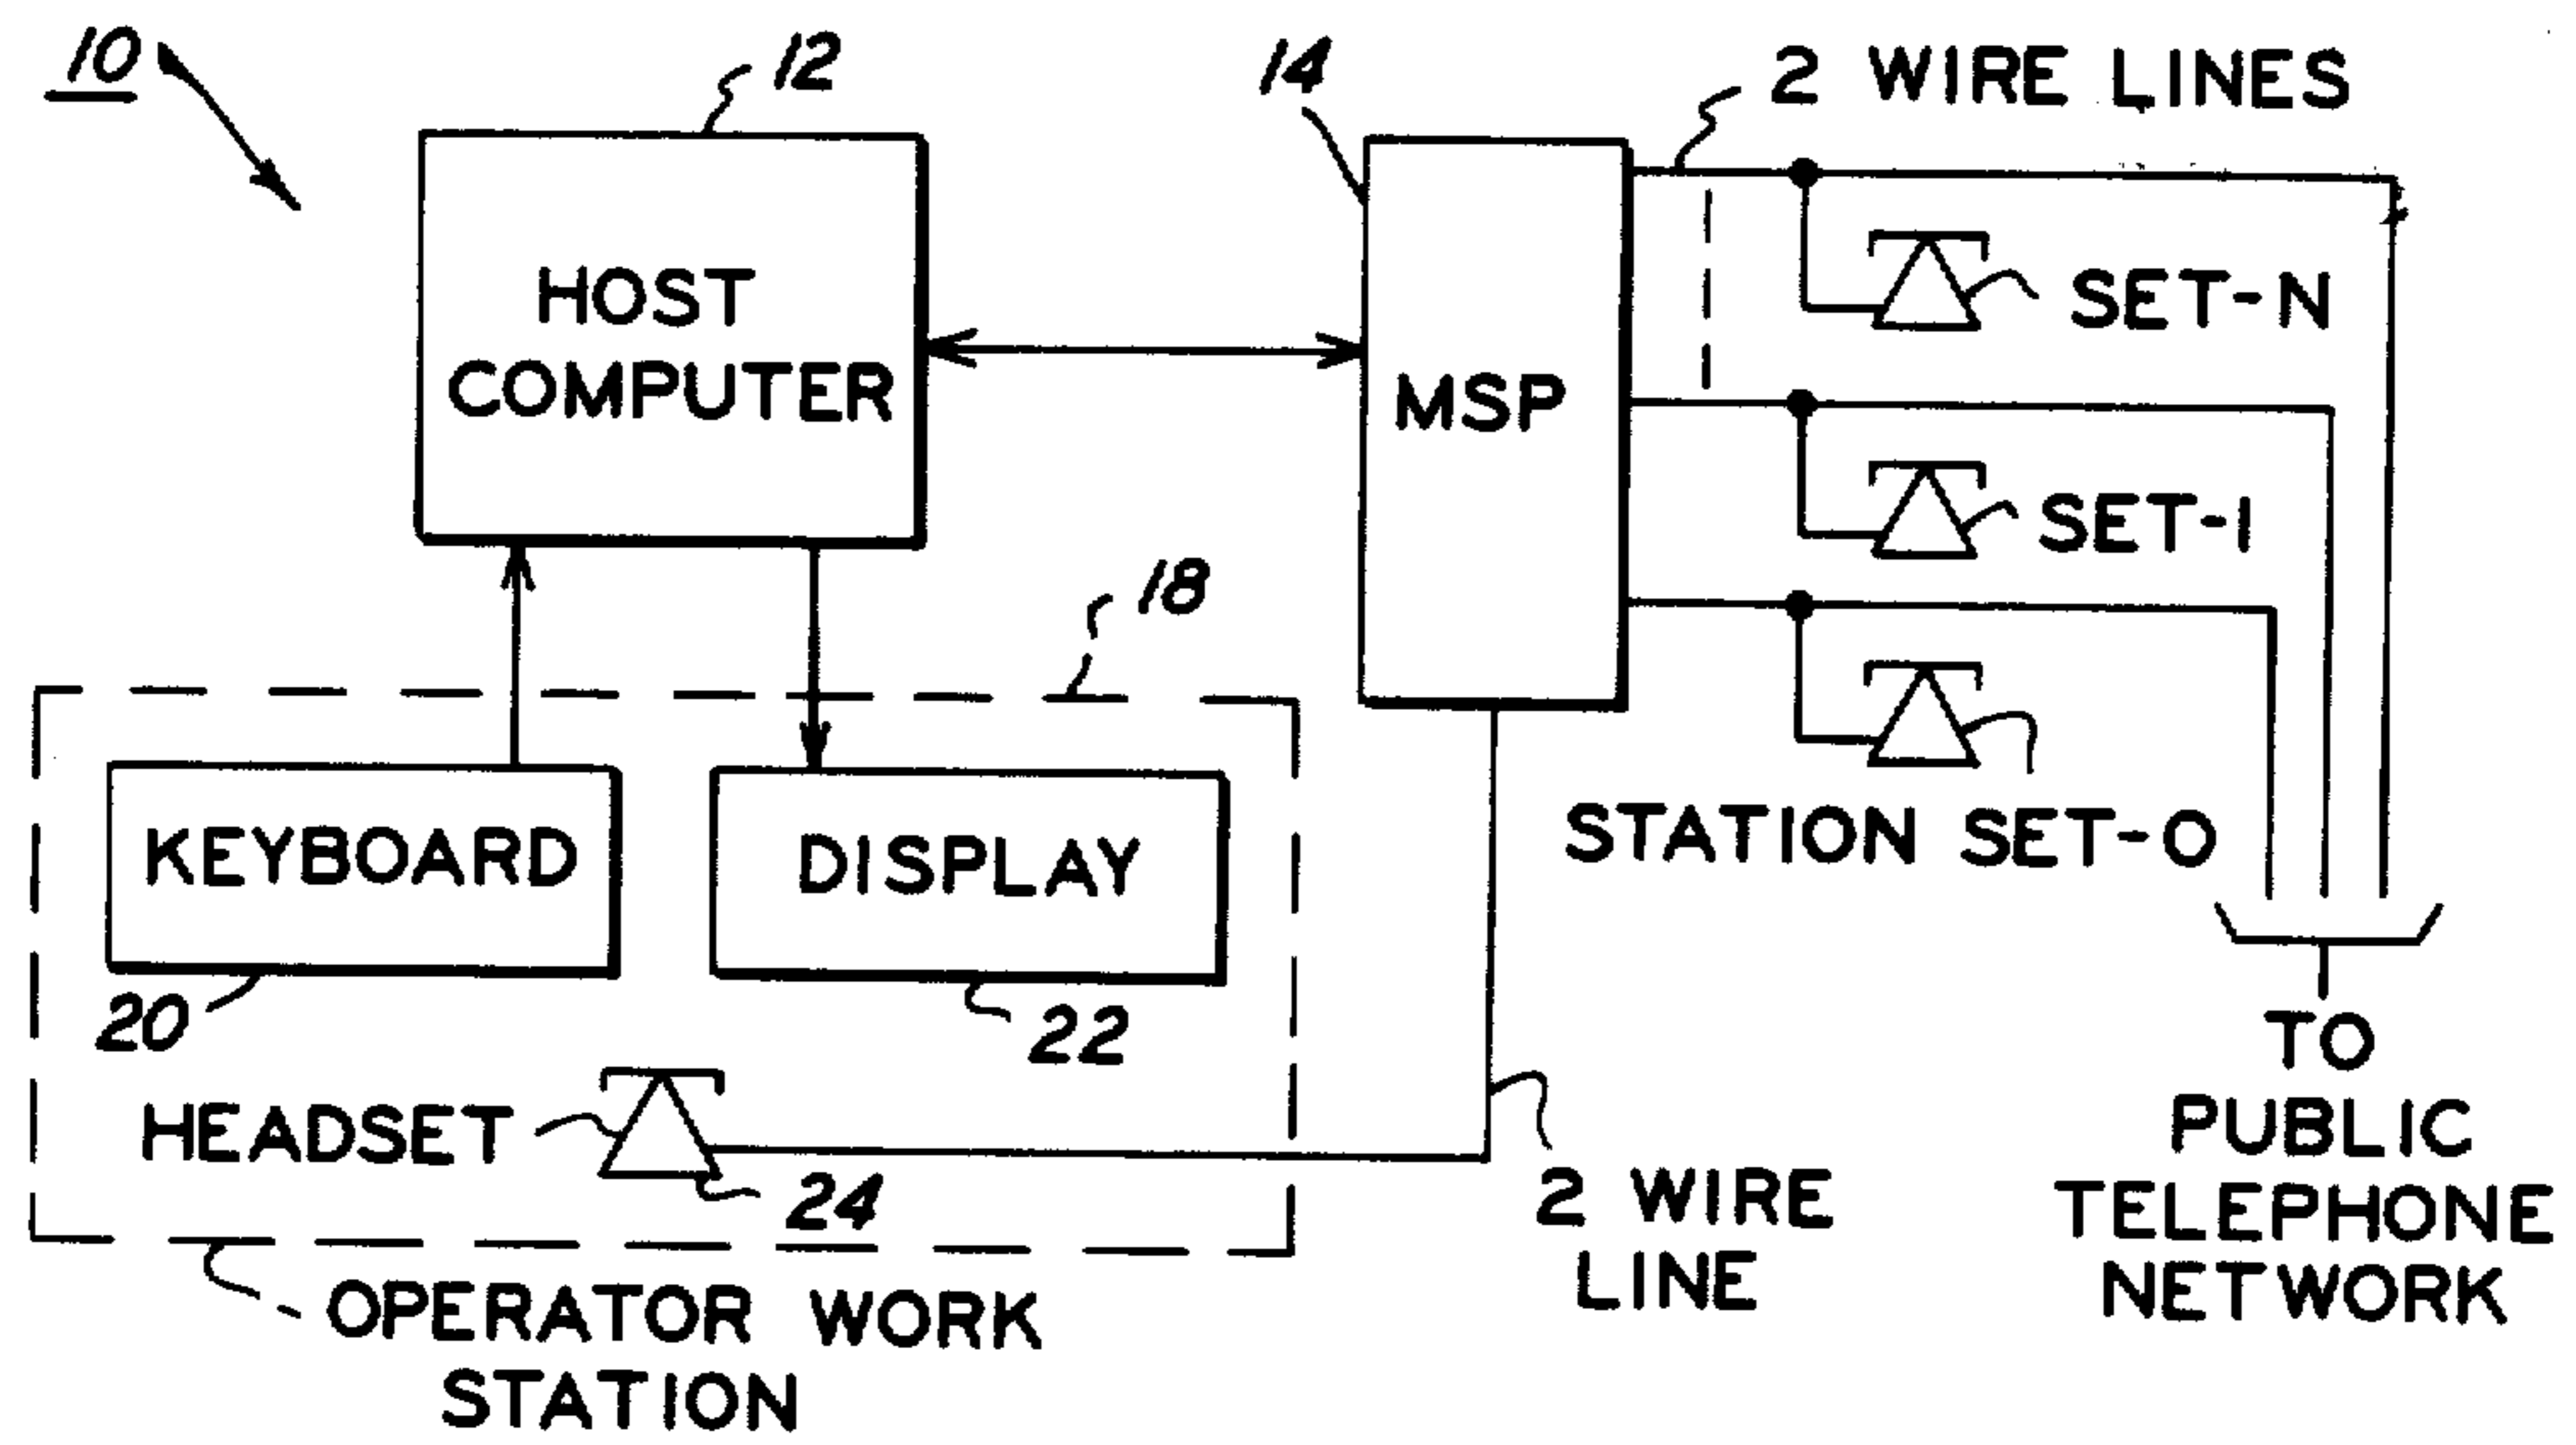 10
12
14
2 WIRE LINES
HOST
COMPUTER
MSP
SET-N
SET-1
STATION SET-0
18
KEYBOARD
DISPLAY
20
22
HEADSET
24
2 WIRE
LINE
TO
PUBLIC
TELEPHONE
NETWORK
OPERATOR WORK
STATION